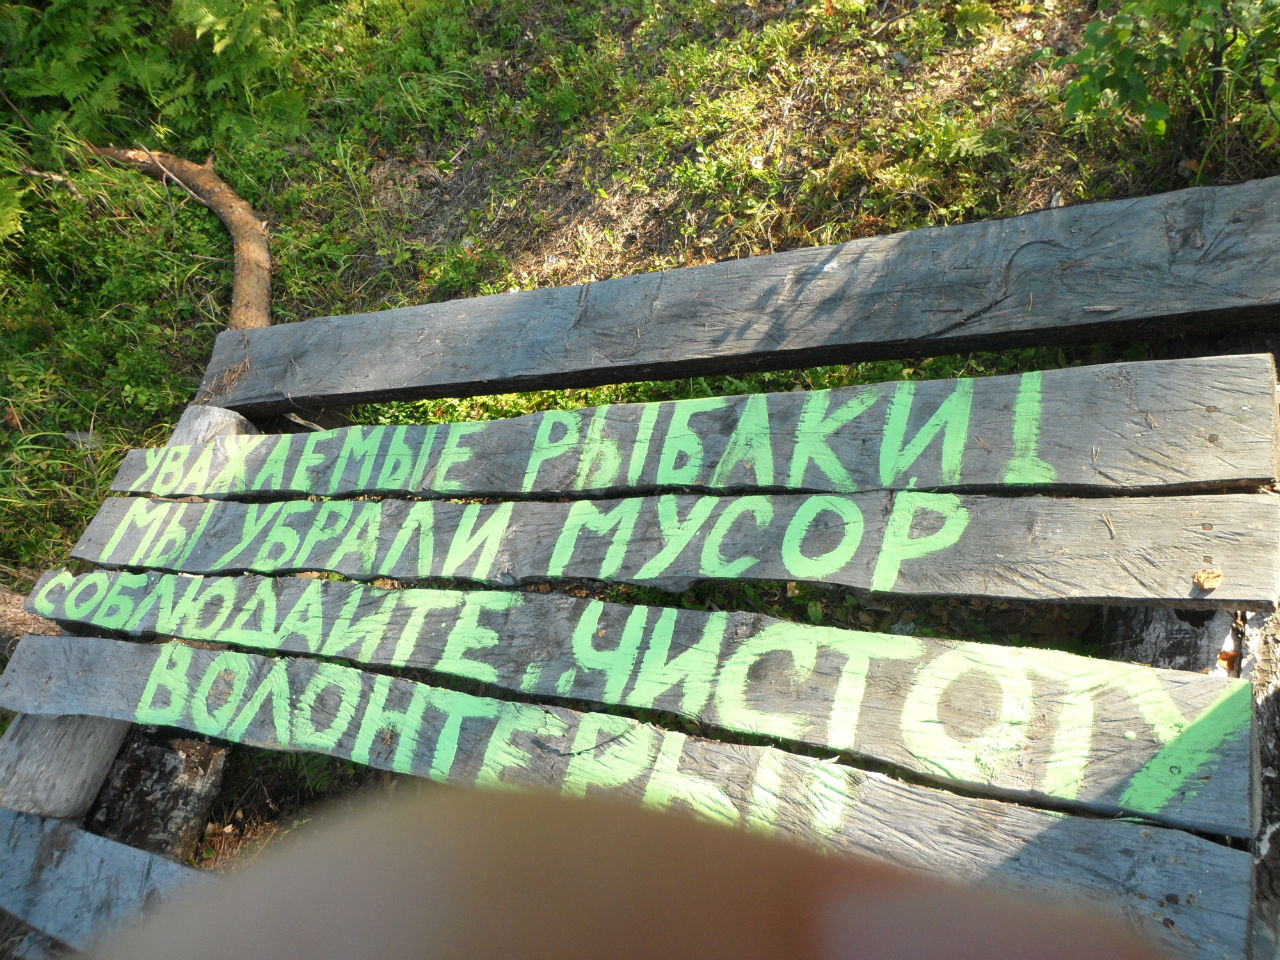 УВАЖАЕМЫЕ РЫБАКИ!
МЫ УБРАЛИ МУСОР
СОБЛЮДАЙТЕ.ЧИСТОТУ
ВОЛОНТЕРЫ